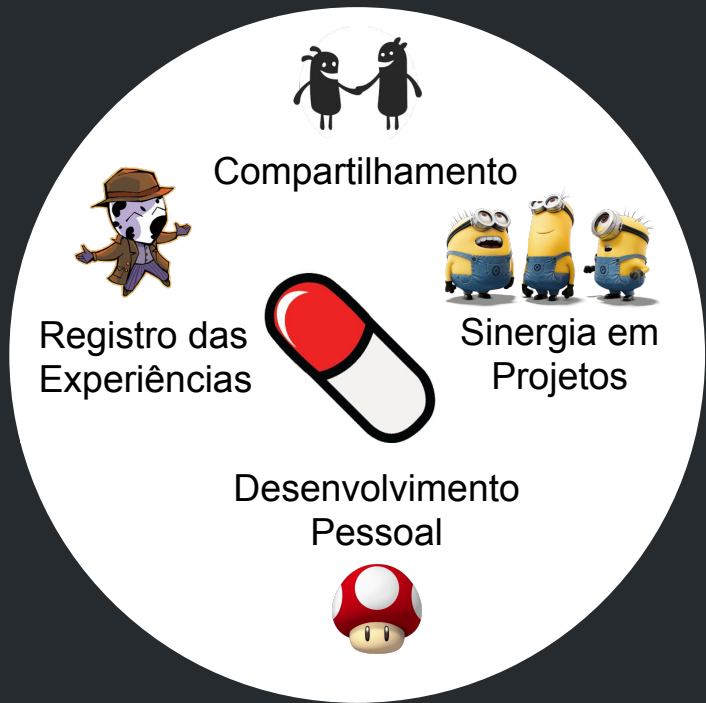 Compartilhamento
Registro das
Experiências
Sinergia em
Projetos
Desenvolvimento
Pessoal